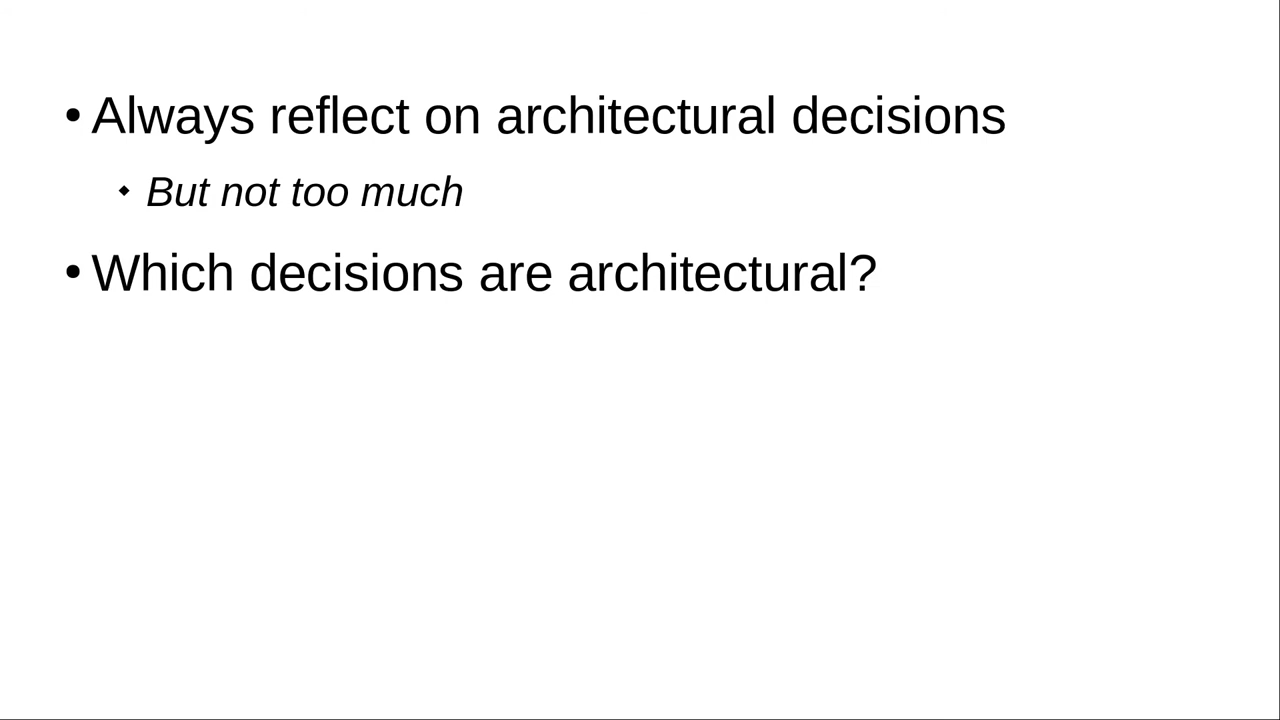 • Always reflect on architectural decisions
◆ But not too much
• Which decisions are architectural?